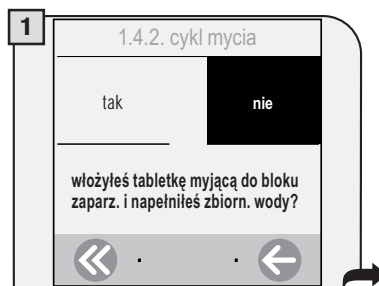 1
1.4.2. cykl mycia
tak nie
włożyłeś tabletkę myjącą do bloku
zaparz. i napełniłeś zbiorn. wody?